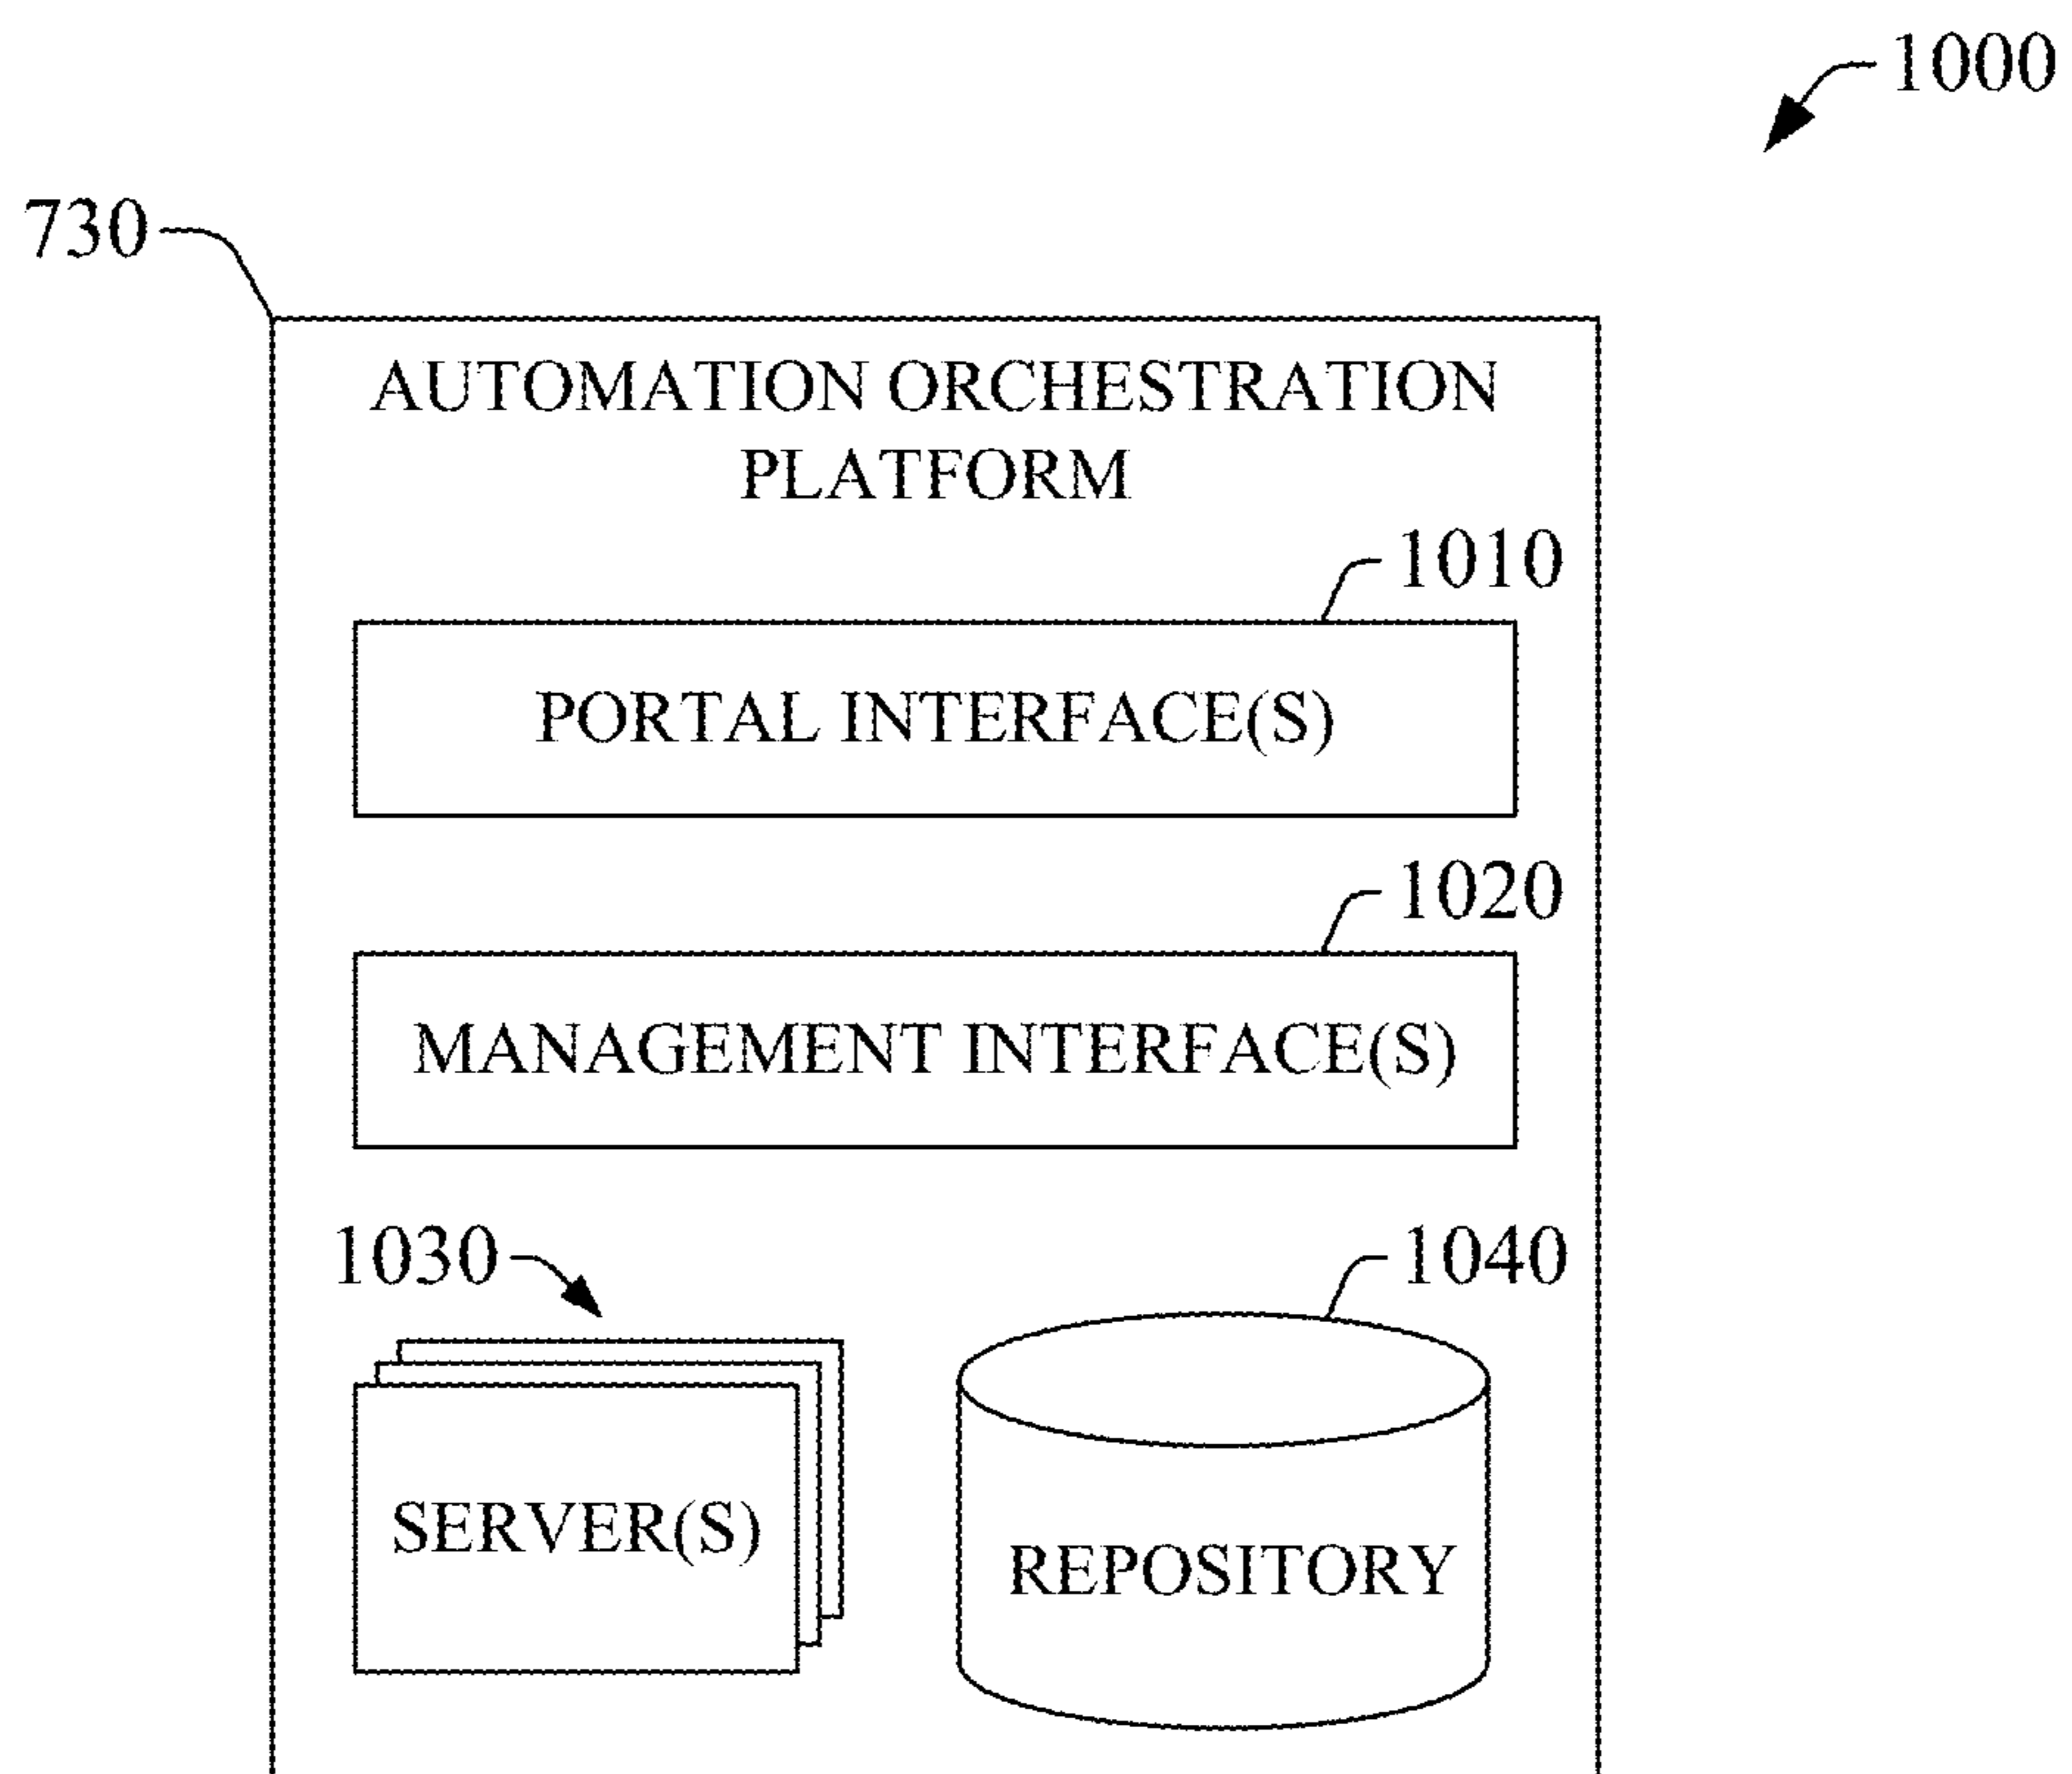 1000
730
AUTOMATION ORCHESTRATION
PLATFORM
1010
PORTAL INTERFACE(S)
1020
MANAGEMENT INTERFACE(S)
1030
1040
SERVER(S)
REPOSITORY